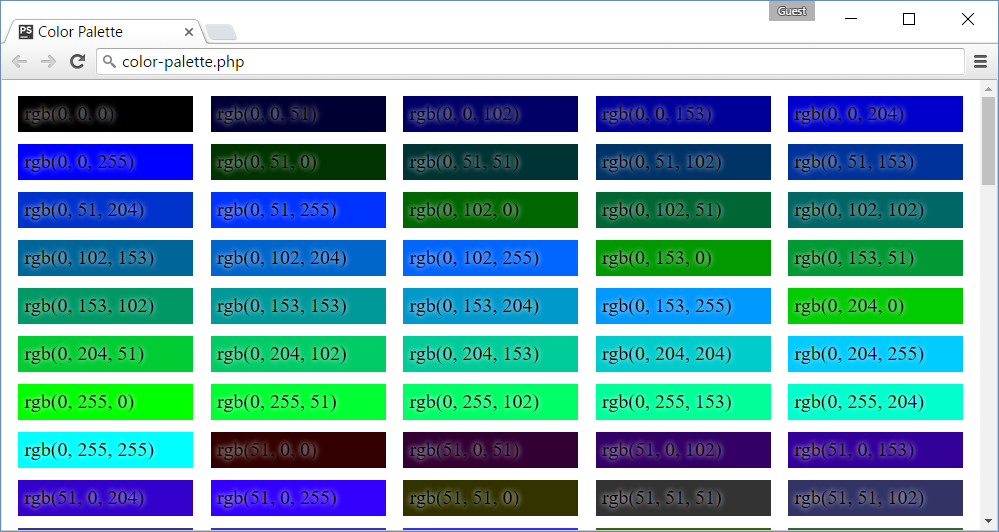 Guest
PS Color Palette
color-palette.php
rgb(0, 0, 0) rgb(0, 0, 51) rgb(0, 0, 102) rgb(0, 0, 153) rgb(0, 0, 204)
rgb(0, 0, 255) rgb(0, 51, 0) rgb(0, 51, 51) rgb(0, 51, 102) rgb(0, 51, 153)
rgb(0, 51, 204) rgb(0, 51, 255) rgb(0, 102, 0) rgb(0, 102, 51) rgb(0, 102, 102)
rgb(0, 102, 153) rgb(0, 102, 204) rgb(0, 102, 255) rgb(0, 153, 0) rgb(0, 153, 51)
rgb(0, 153, 102) rgb(0, 153, 153) rgb(0, 153, 204) rgb(0, 153, 255) rgb(0, 204, 0)
rgb(0, 204, 51) rgb(0, 204, 102) rgb(0, 204, 153) rgb(0, 204, 204) rgb(0, 204, 255)
rgb(0, 255, 0) rgb(0, 255, 51) rgb(0, 255, 102) rgb(0, 255, 153) rgb(0, 255, 204)
rgb(0, 255, 255) rgb(51, 0, 0) rgb(51, 0, 51) rgb(51, 0, 102) rgb(51, 0, 153)
rgb(51, 0, 204) rgb(51, 0, 255) rgb(51, 51, 0) rgb(51, 51, 51) rgb(51, 51, 102)